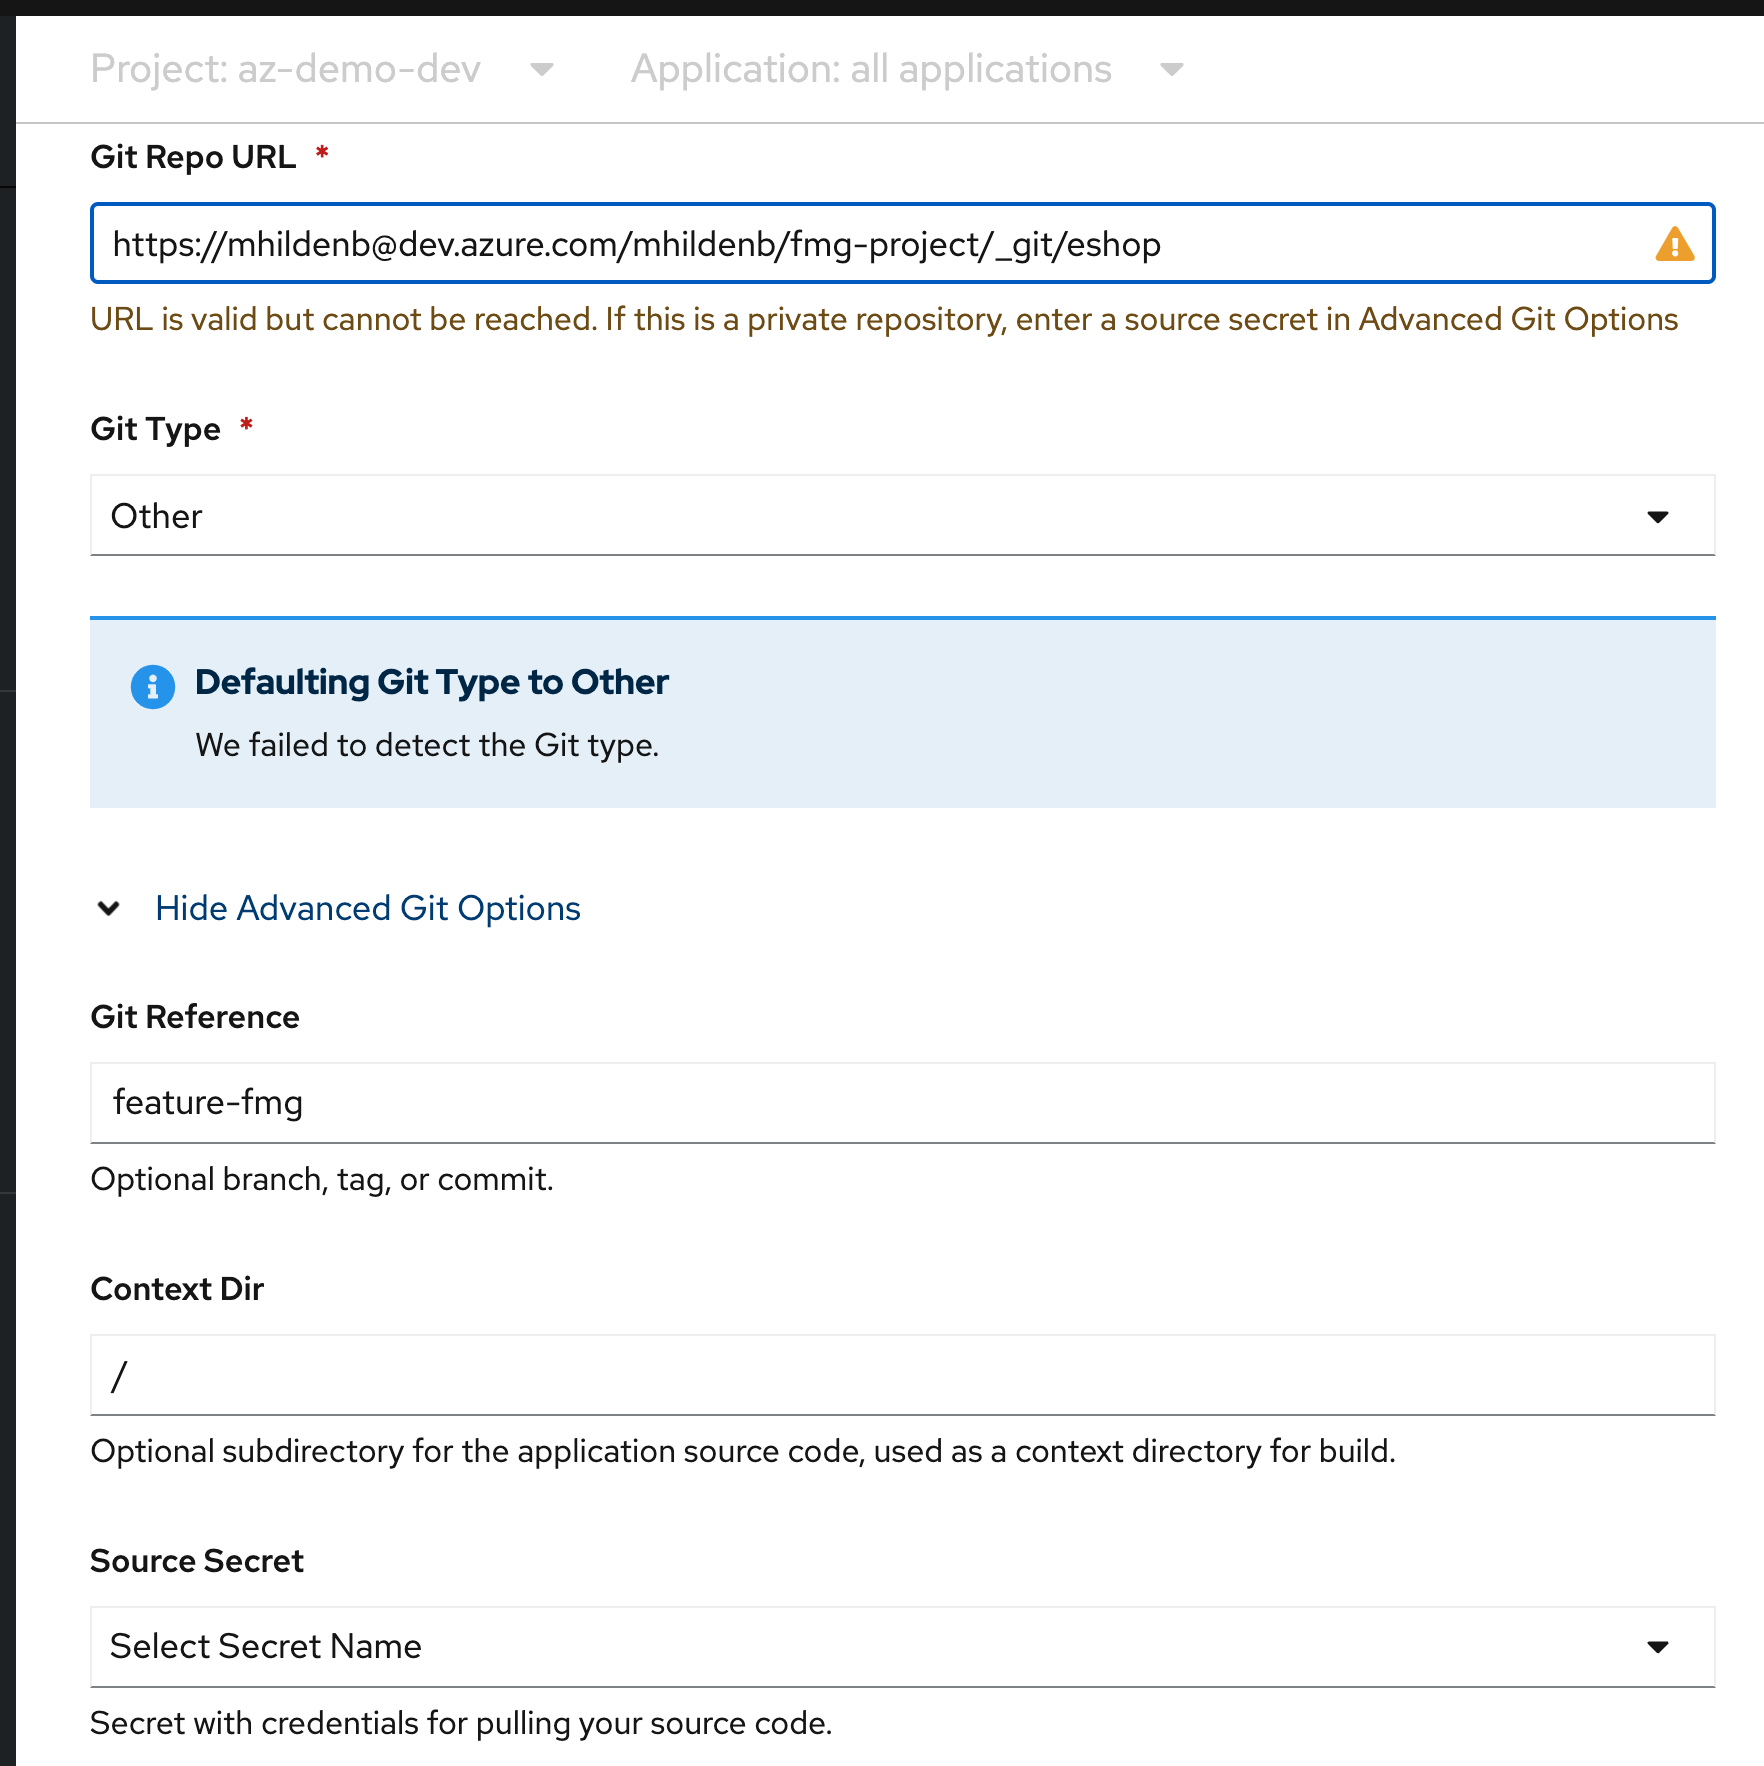 Project: az-demo-dev Application: all applications
Git Repo URL *
https://mhildenb@dev.azure.com/mhildenb/fmg-project/_git/eshop
URL is valid but cannot be reached. If this is a private repository, enter a source secret in Advanced Git Options
Git Type *
Other
Defaulting Git Type to Other
We failed to detect the Git type.
Hide Advanced Git Options
Git Reference
feature-fmg
Optional branch, tag, or commit.
Context Dir
/
Optional subdirectory for the application source code, used as a context directory for build.
Source Secret
Select Secret Name
Secret with credentials for pulling your source code.